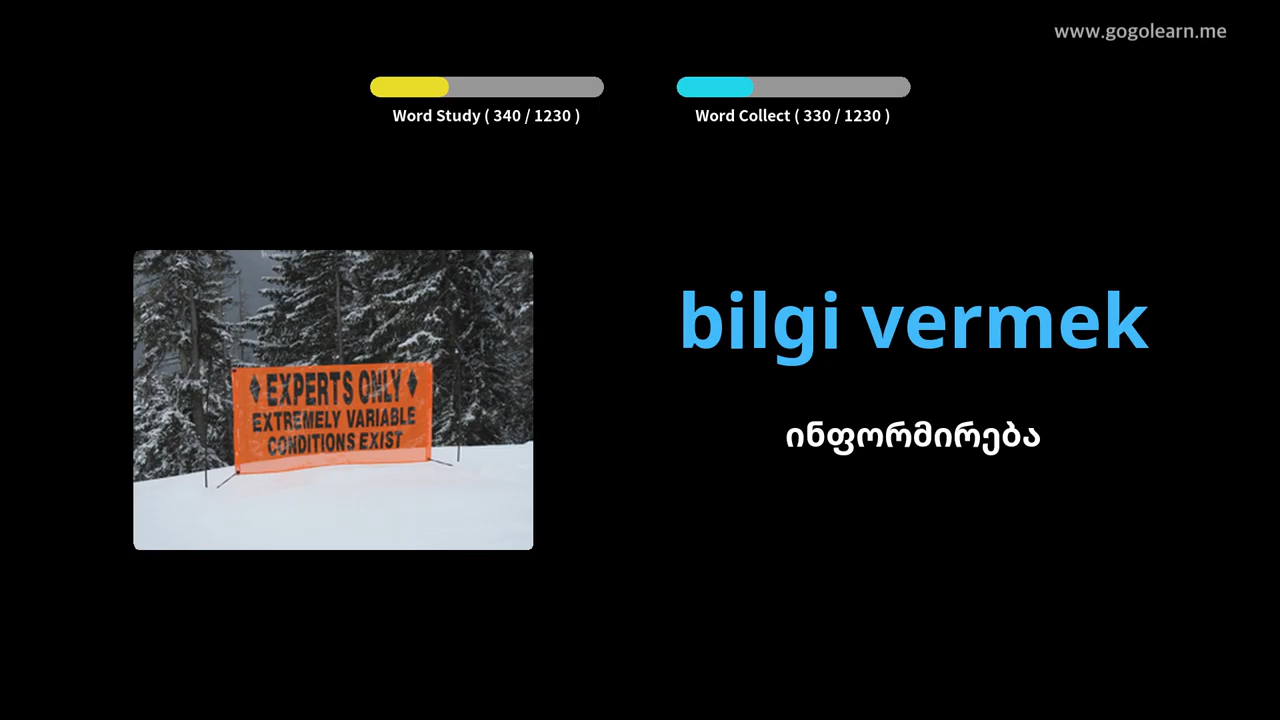 www.gogolearn.me
Word Study ( 340 / 1230 )
Word Collect ( 330 / 1230 )
EXPERTS ONLY
EXTREMELY VARIABLE
CONDITIONS EXIST
bilgi vermek
ინფორმირება